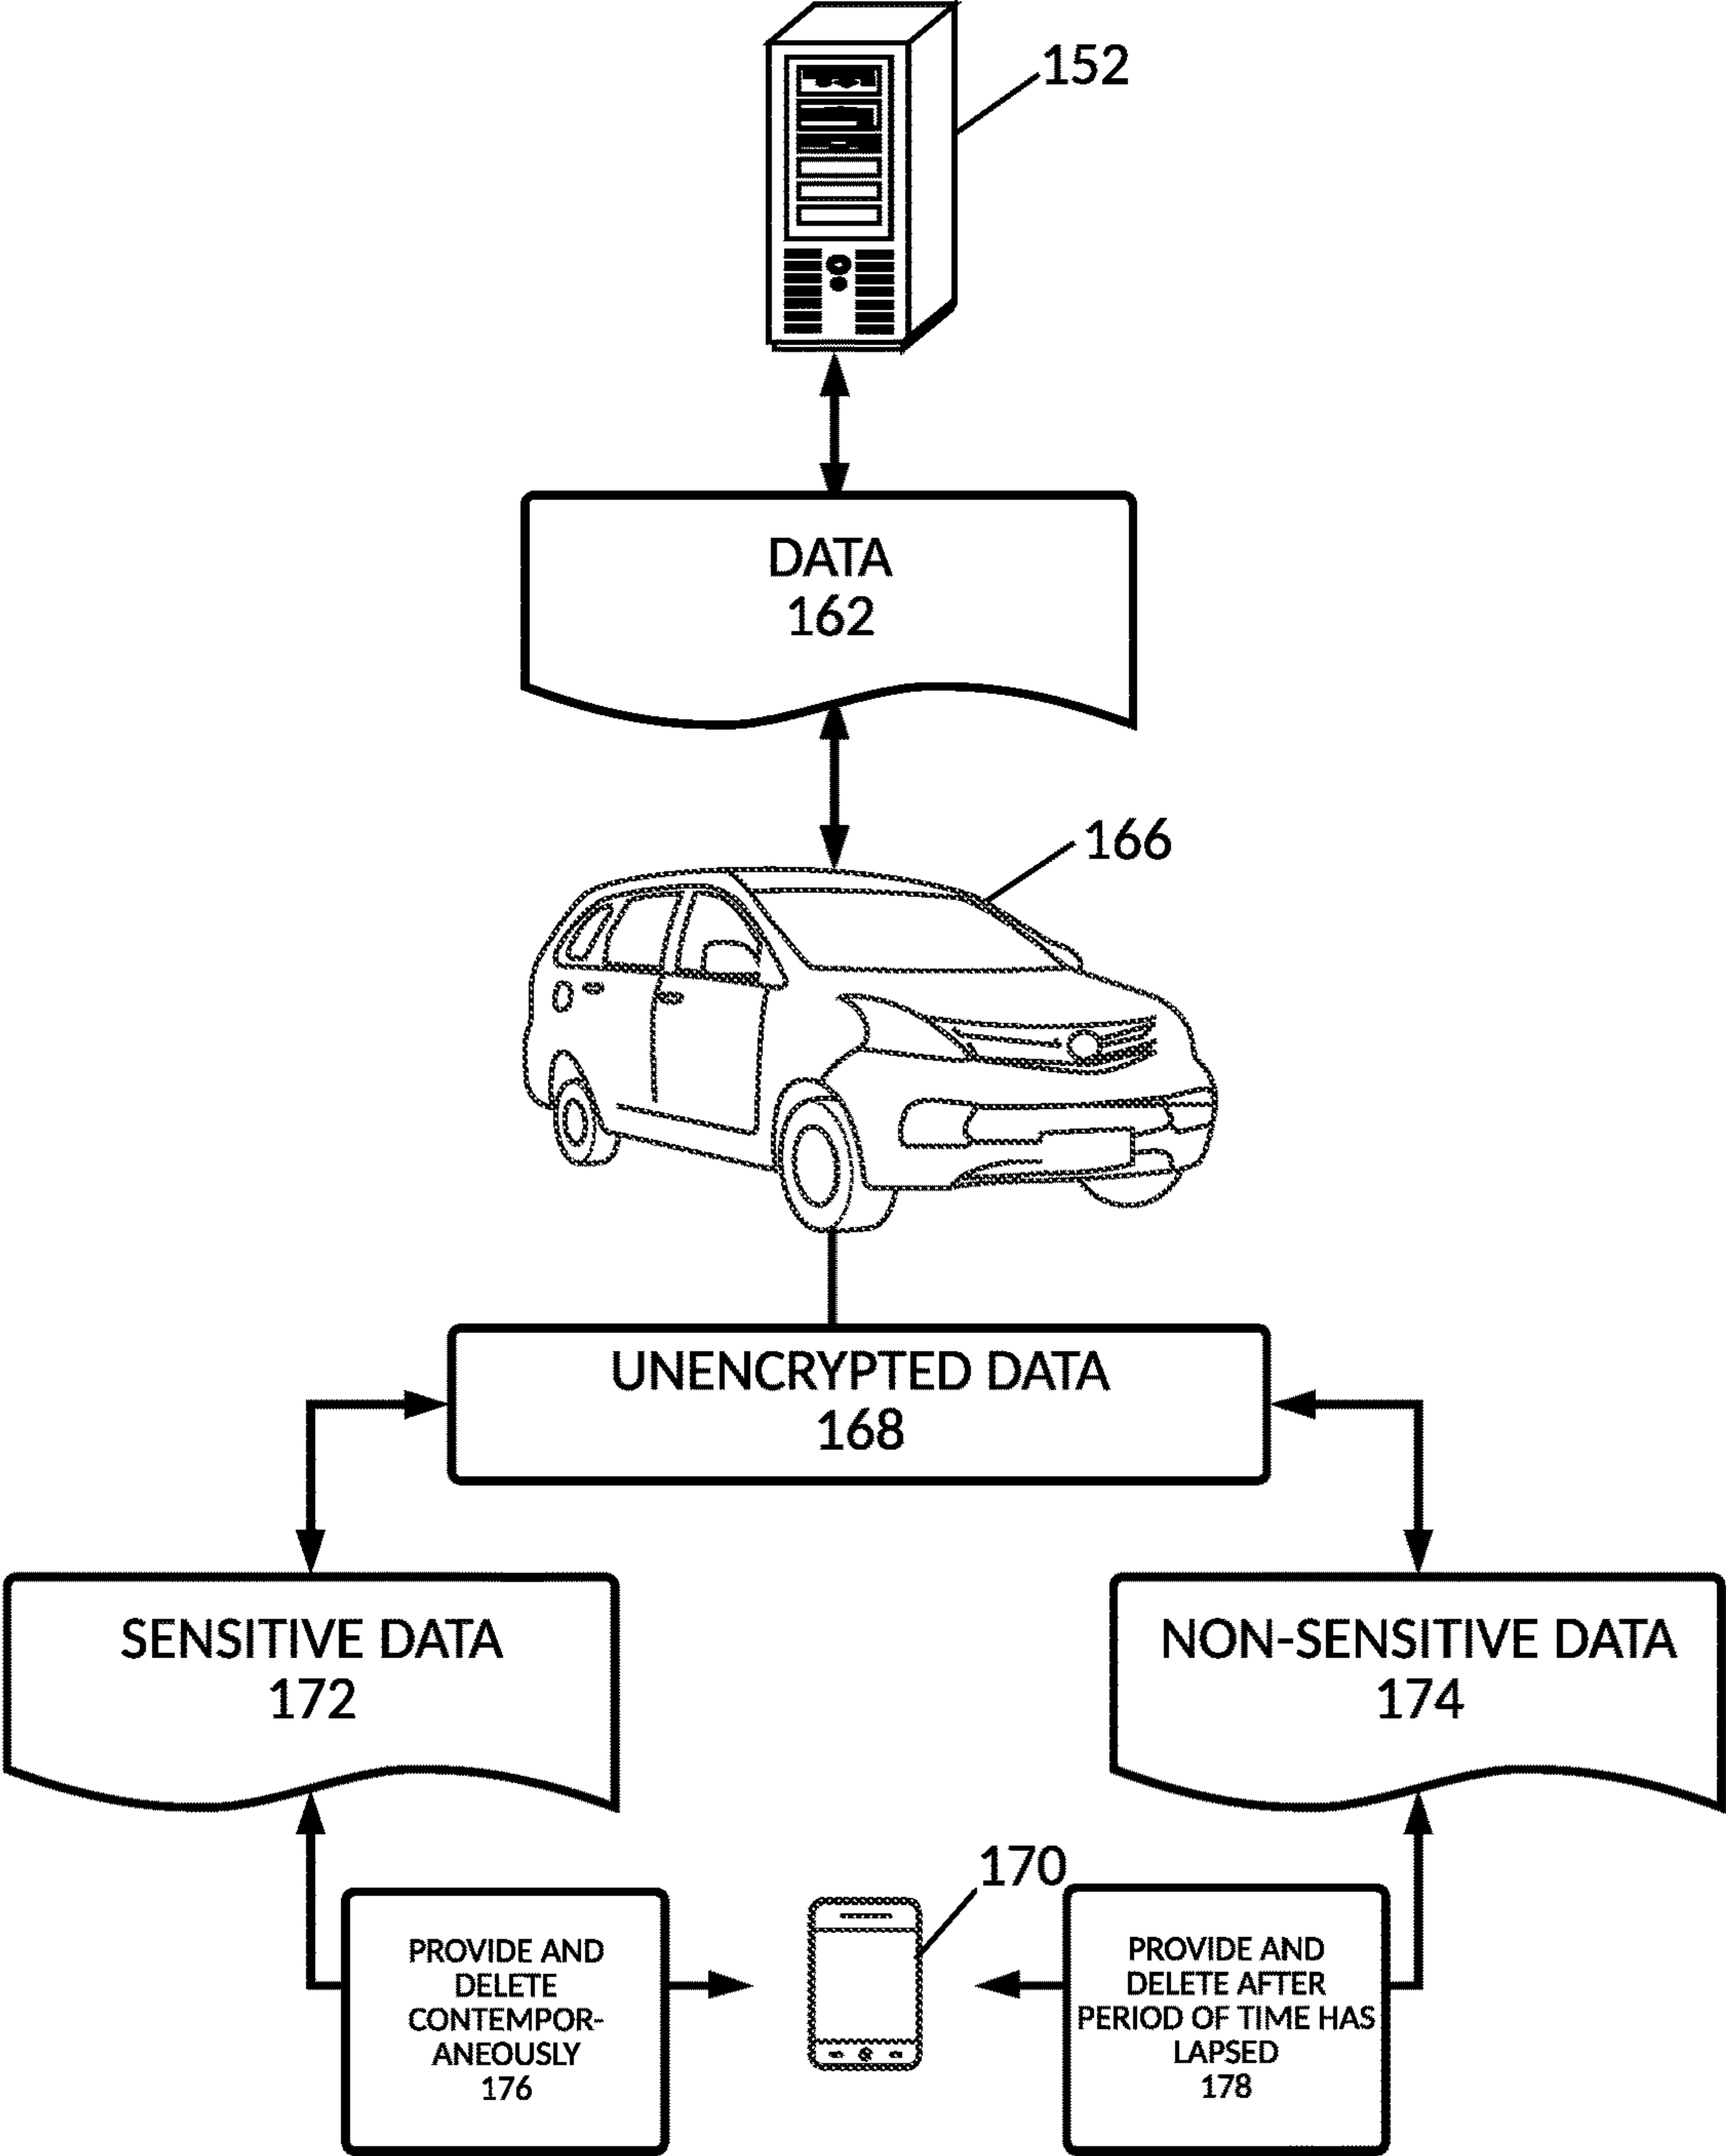 152
DATA
162
166
UNENCRYPTED DATA
168
SENSITIVE DATA
172
NON-SENSITIVE DATA
174
170
PROVIDE AND
DELETE
CONTEMPOR-
ANEOUSLY
176
PROVIDE AND
DELETE AFTER
PERIOD OF TIME HAS
LAPSED
178